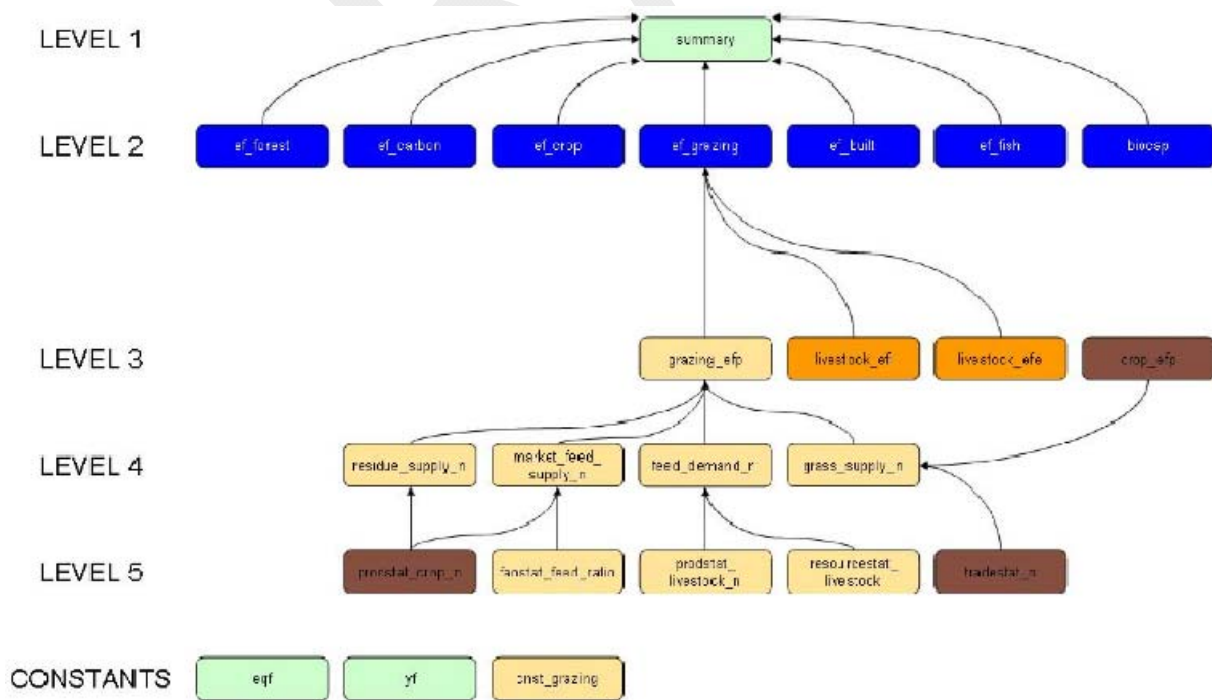 LEVEL 1
summary
LEVEL 2
ef_forest
ef_carbon
ef_crop
ef_grazing
ef_built
ef_fish
biocap
LEVEL 3
grazing_efp
livestock_efi
livestock_efe
crop_efp
LEVEL 4
residue_supply_n
market_feed_
supply_n
feed_demand_n
grass_supply_n
LEVEL 5
prodstat_crop_n
faostat_feed_ratio
prodstat_
livestock_n
resourcestat_
livestock
tradestat_n
CONSTANTS
eqf
yf
cnst_grazing